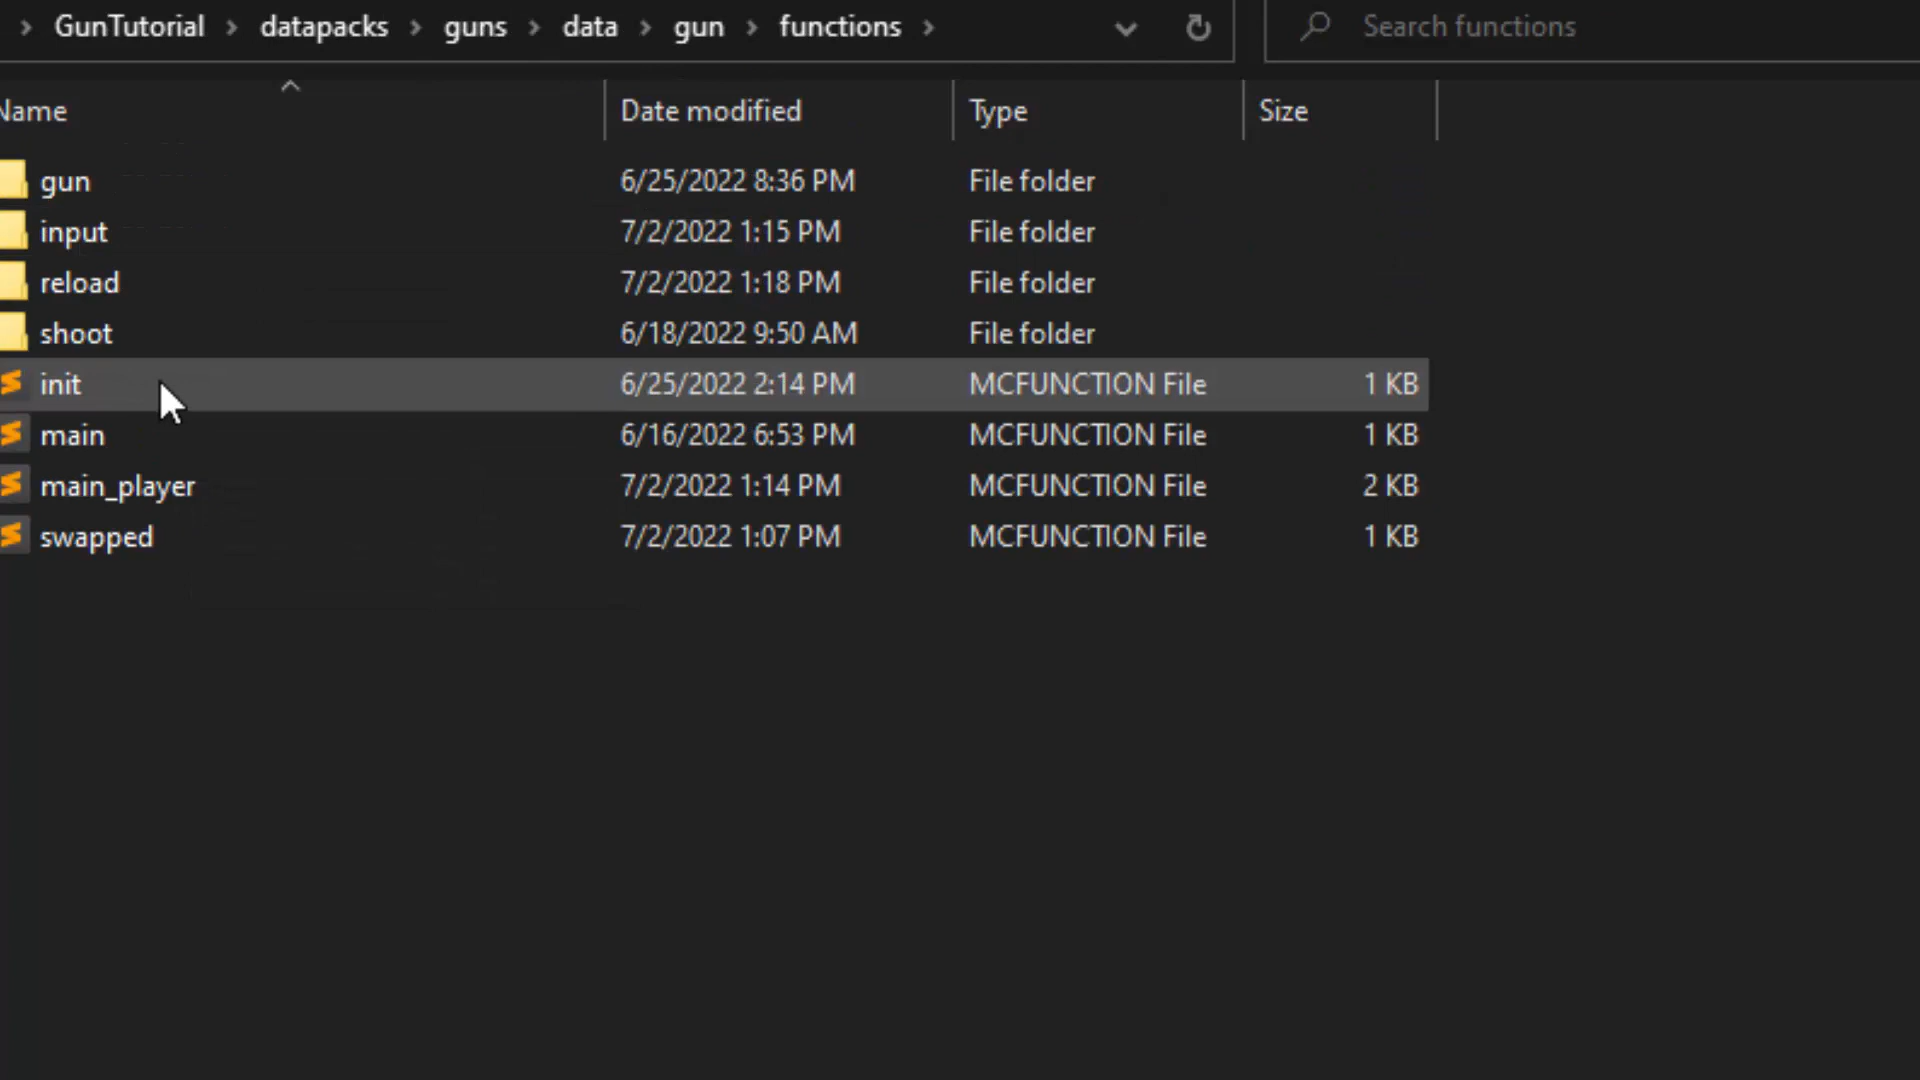 GunTutorial > datapacks > guns > data > gun > functions > Search functions
Name Date modified Type Size
gun 6/25/2022 8:36 PM File folder
input 7/2/2022 1:15 PM File folder
reload 7/2/2022 1:18 PM File folder
shoot 6/18/2022 9:50 AM File folder
init 6/25/2022 2:14 PM MCFUNCTION File 1 KB
main 6/16/2022 6:53 PM MCFUNCTION File 1 KB
main_player 7/2/2022 1:14 PM MCFUNCTION File 2 KB
swapped 7/2/2022 1:07 PM MCFUNCTION File 1 KB